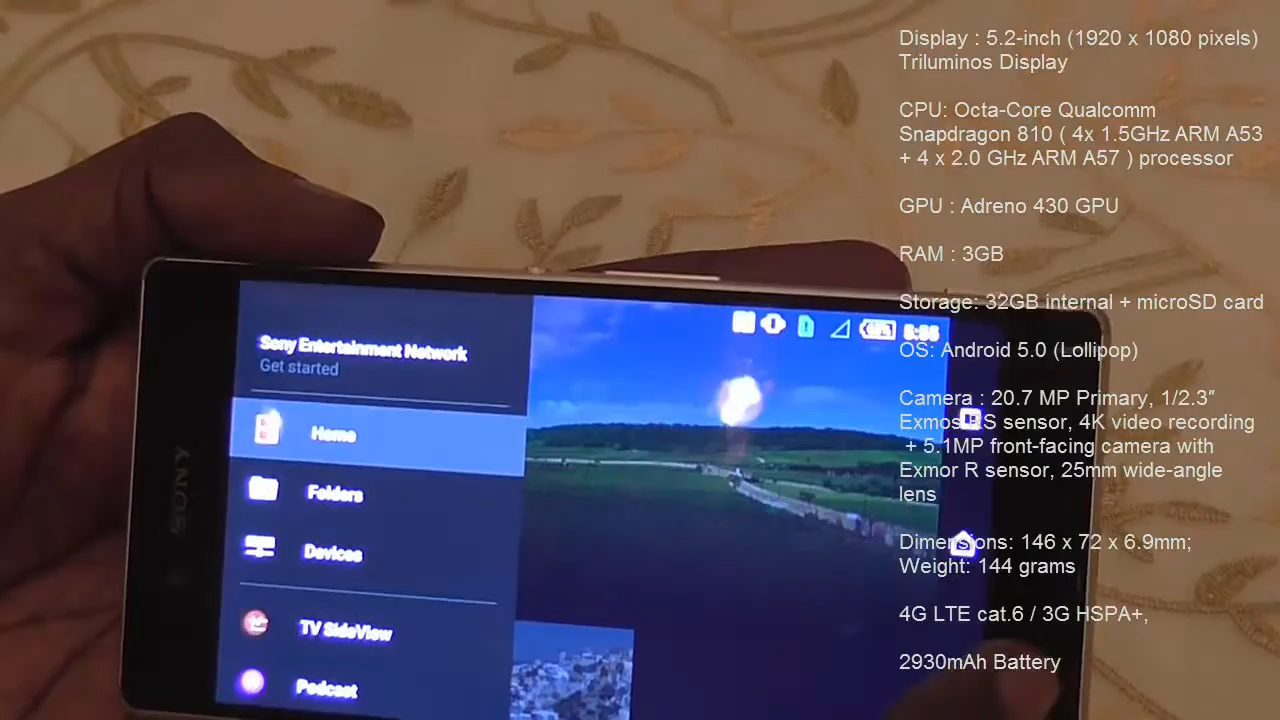 Display : 5.2-inch (1920 x 1080 pixels)
Triluminos Display
CPU: Octa-Core Qualcomm
Snapdragon 810 ( 4x 1.5GHz ARM A53
+ 4 x 2.0 GHz ARM A57 ) processor
GPU : Adreno 430 GPU
RAM : 3GB
Storage: 32GB internal + microSD card
OS: Android 5.0 (Lollipop)
Camera : 20.7 MP Primary, 1/2.3″
Exmos RS sensor, 4K video recording
+ 5.1MP front-facing camera with
Exmor R sensor, 25mm wide-angle
lens
Dimensions: 146 x 72 x 6.9mm;
Weight: 144 grams
4G LTE cat.6 / 3G HSPA+,
2930mAh Battery
SONY
Sony Entertainment Network
Get started
Home
Folders
Devices
TV SideView
Podcast